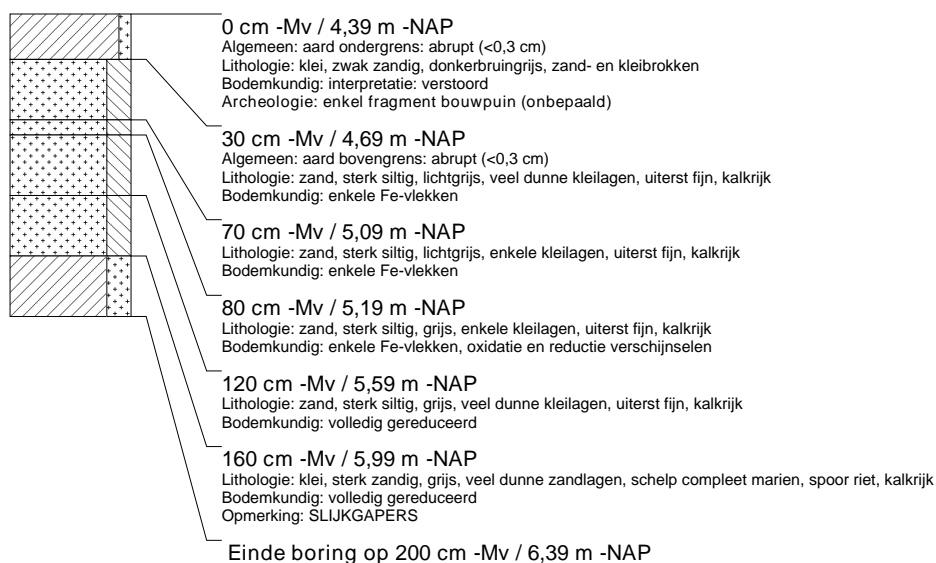 0 cm -Mv / 4,39 m -NAP
Algemeen: aard ondergrens: abrupt (<0,3 cm)
Lithologie: klei, zwak zandig, donkerbruingrijs, zand- en kleibrokken
Bodemkundig: interpretatie: verstoord
Archeologie: enkel fragment bouwpuin (onbepaald)
30 cm -Mv / 4,69 m -NAP
Algemeen: aard bovengrens: abrupt (<0,3 cm)
Lithologie: zand, sterk siltig, lichtgrijs, veel dunne kleilagen, uiterst fijn, kalkrijk
Bodemkundig: enkele Fe-vlekken
70 cm -Mv / 5,09 m -NAP
Lithologie: zand, sterk siltig, lichtgrijs, enkele kleilagen, uiterst fijn, kalkrijk
Bodemkundig: enkele Fe-vlekken
80 cm -Mv / 5,19 m -NAP
Lithologie: zand, sterk siltig, grijs, enkele kleilagen, uiterst fijn, kalkrijk
Bodemkundig: enkele Fe-vlekken, oxidatie en reductie verschijnselen
120 cm -Mv / 5,59 m -NAP
Lithologie: zand, sterk siltig, grijs, veel dunne kleilagen, uiterst fijn, kalkrijk
Bodemkundig: volledig gereduceerd
160 cm -Mv / 5,99 m -NAP
Lithologie: klei, sterk zandig, grijs, veel dunne zandlagen, schelp compleet marien, spoor riet, kalkrijk
Bodemkundig: volledig gereduceerd
Opmerking: SLIJKGAPERS
Einde boring op 200 cm -Mv / 6,39 m -NAP